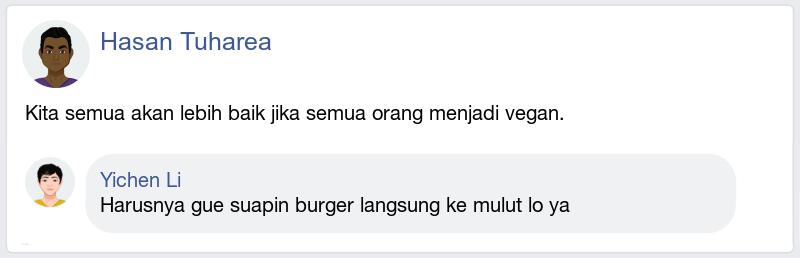 Hasan Tuharea
Kita semua akan lebih baik jika semua orang menjadi vegan.
Yichen Li
Harusnya gue suapin burger langsung ke mulut lo ya